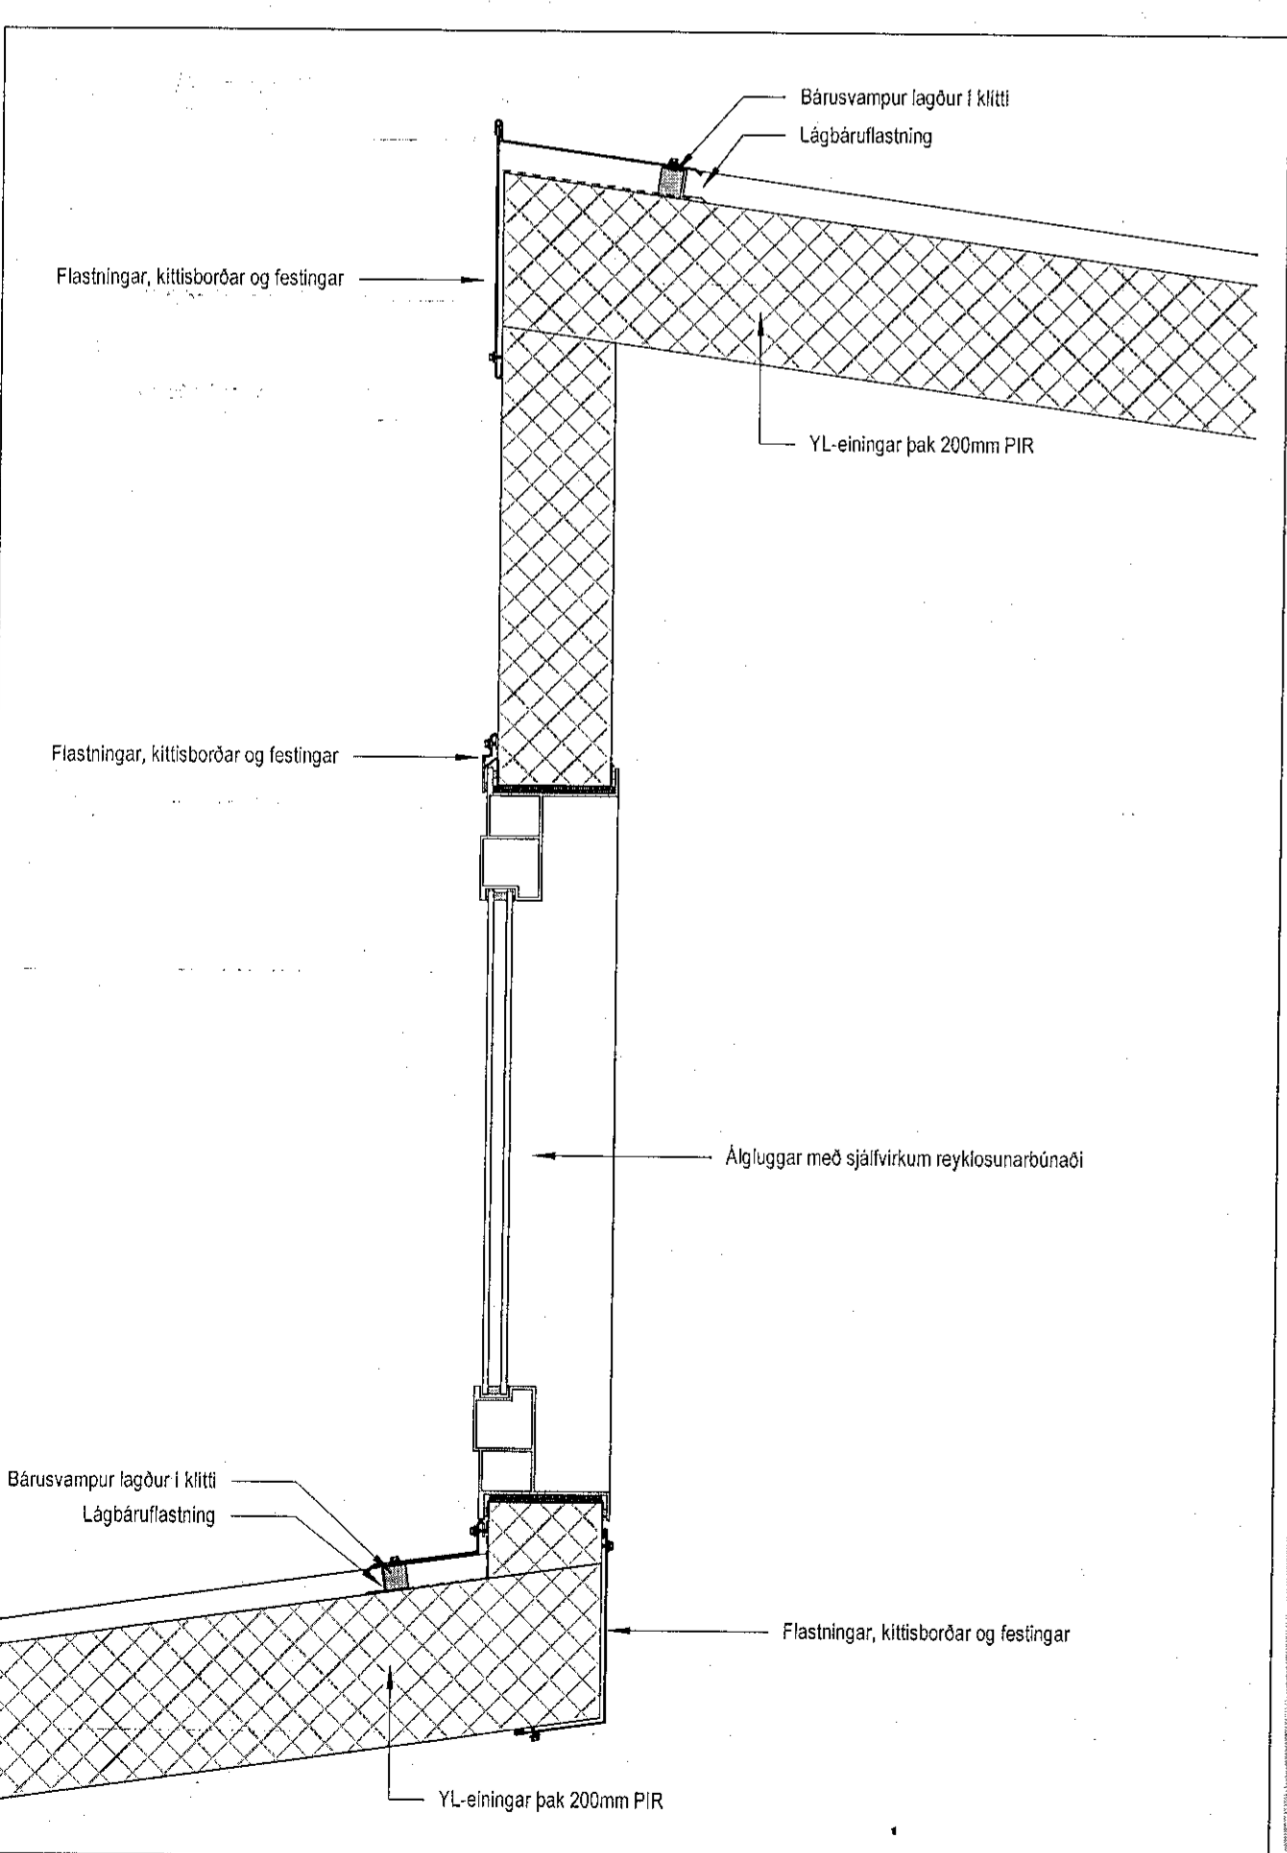 Bárusvampur lagður í klitti
Lágbáruflastning
Flastningar, kittisborðar og festingar
YL-einingar þak 200mm PIR
Flastningar, kittisborðar og festingar
Álgluggar með sjálfvirkum reyklosunarbúnaði
Bárusvampur lagður í klitti
Lágbáruflastning
Flastningar, kittisborðar og festingar
YL-einingar þak 200mm PIR